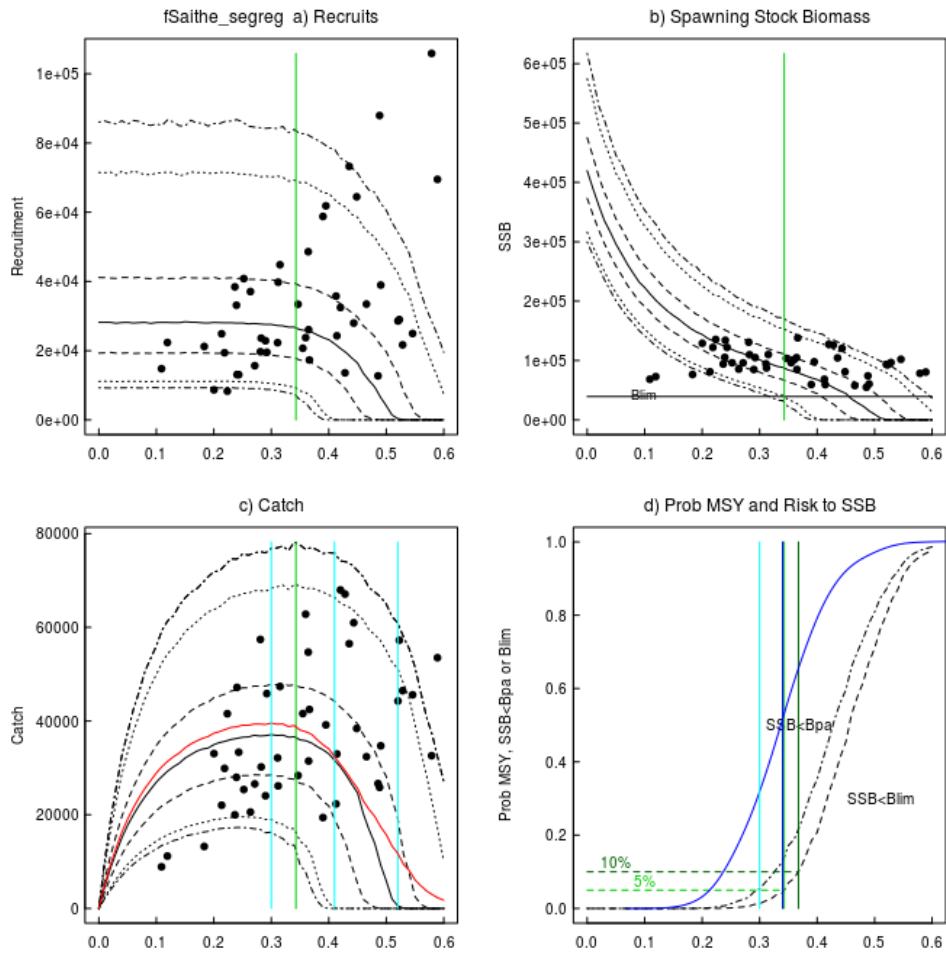 fSaithe_segreg a) Recruits
b) Spawning Stock Biomass
Recruitment
1e+05
8e+04
6e+04
4e+04
2e+04
0e+00
0.0 0.1 0.2 0.3 0.4 0.5 0.6
SSB
6e+05
5e+05
4e+05
3e+05
2e+05
1e+05
0e+00
Blim
0.0 0.1 0.2 0.3 0.4 0.5 0.6
c) Catch
d) Prob MSY and Risk to SSB
Catch
80000
60000
40000
20000
0
0.0 0.1 0.2 0.3 0.4 0.5 0.6
Prob MSY, SSB<Bpa or Blim
1.0
0.8
0.6
0.4
0.2
0.0
SSB<Bpa
SSB<Blim
10%
5%
0.0 0.1 0.2 0.3 0.4 0.5 0.6